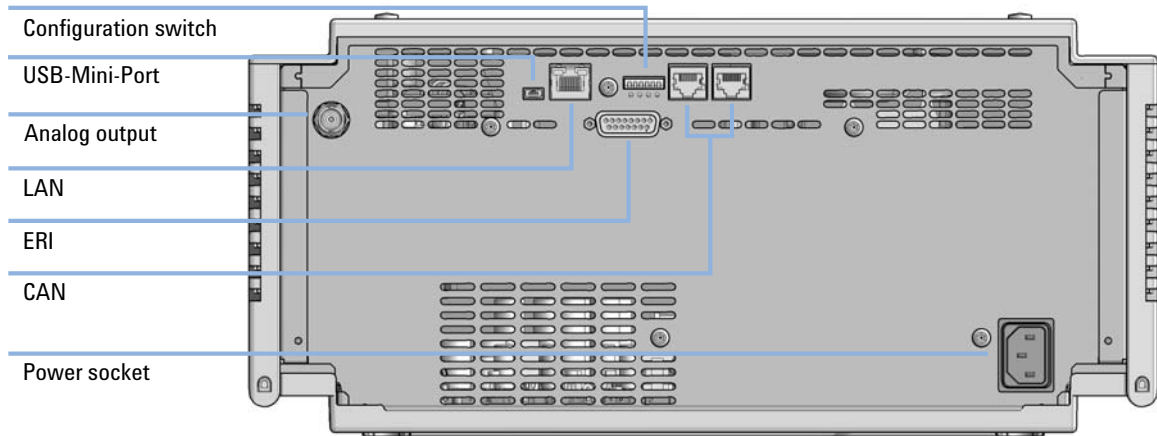 Configuration switch
USB-Mini-Port
Analog output
LAN
ERI
CAN
Power socket